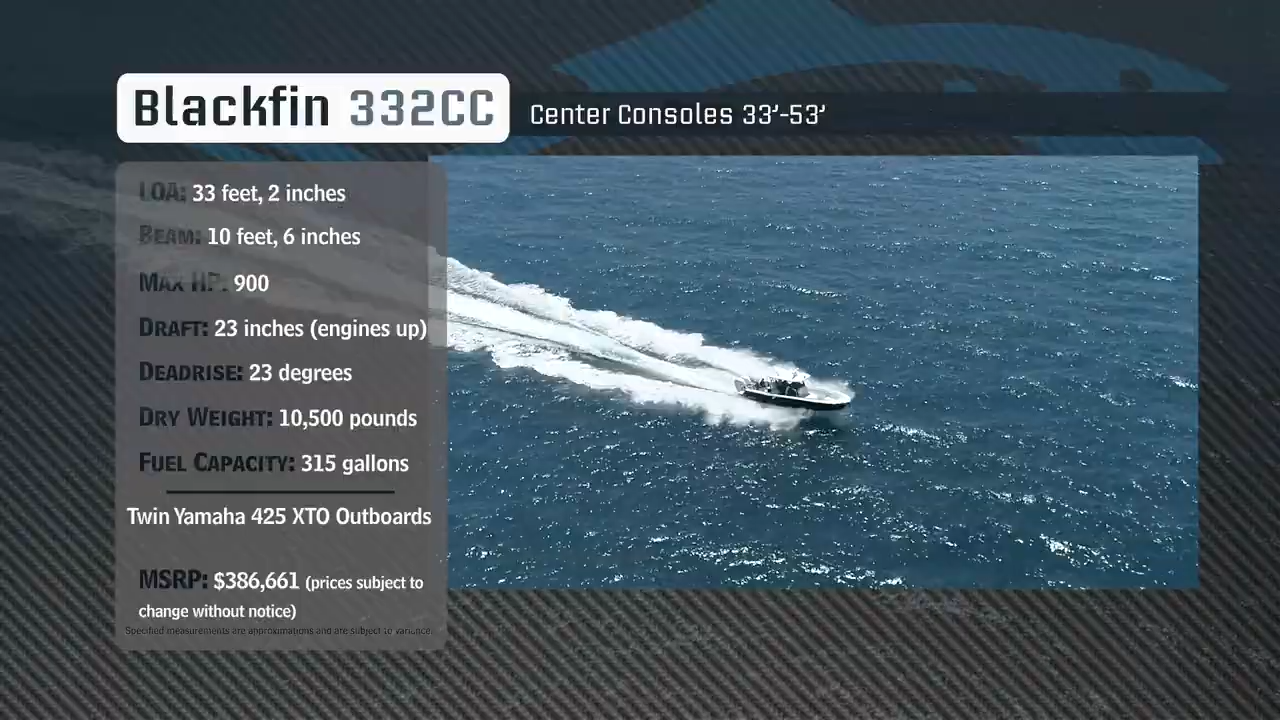 Blackfin 332CC
Center Consoles 33’-53’
LOA: 33 feet, 2 inches
BEAM: 10 feet, 6 inches
MAX HP: 900
DRAFT: 23 inches (engines up)
DEADRISE: 23 degrees
DRY WEIGHT: 10,500 pounds
FUEL CAPACITY: 315 gallons
Twin Yamaha 425 XTO Outboards
MSRP: $386,661 (prices subject to
change without notice)
Specified measurements are approximations and are subject to variance.